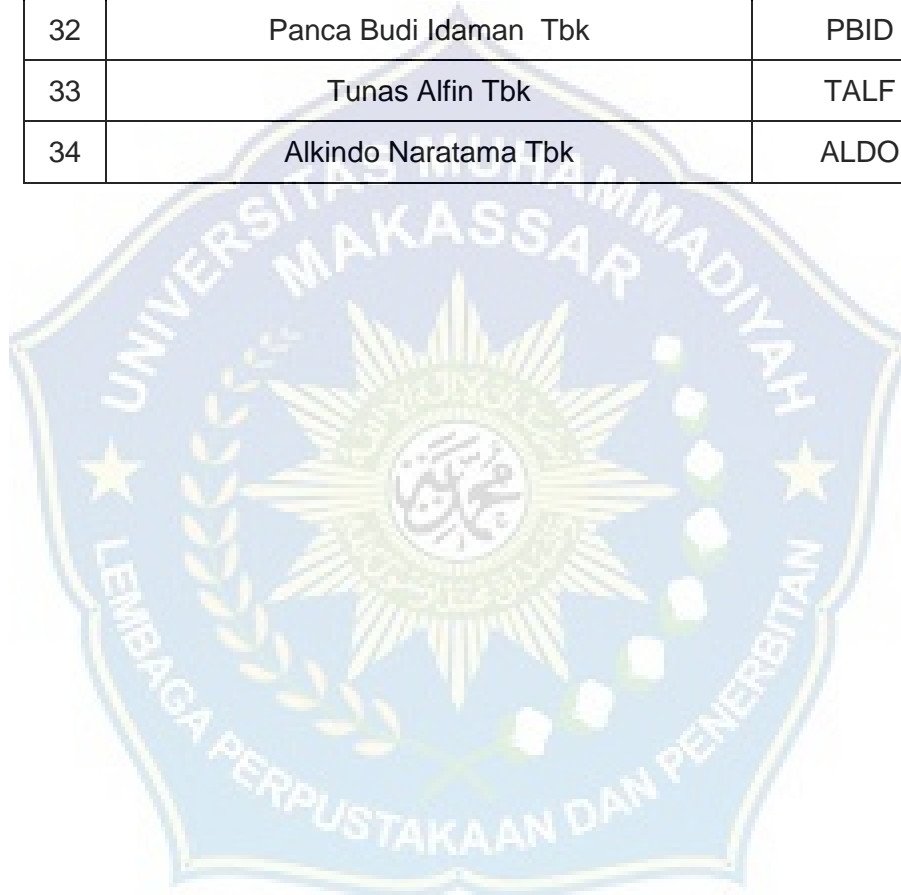 32 Panca Budi Idaman Tbk PBID
33 Tunas Alfin Tbk TALF
34 Alkindo Naratama Tbk ALDO
UNIVERSITAS MUHAMMADIYAH
MAKASSAR
LEMBAGA PERPUSTAKAAN DAN PENERBITAN